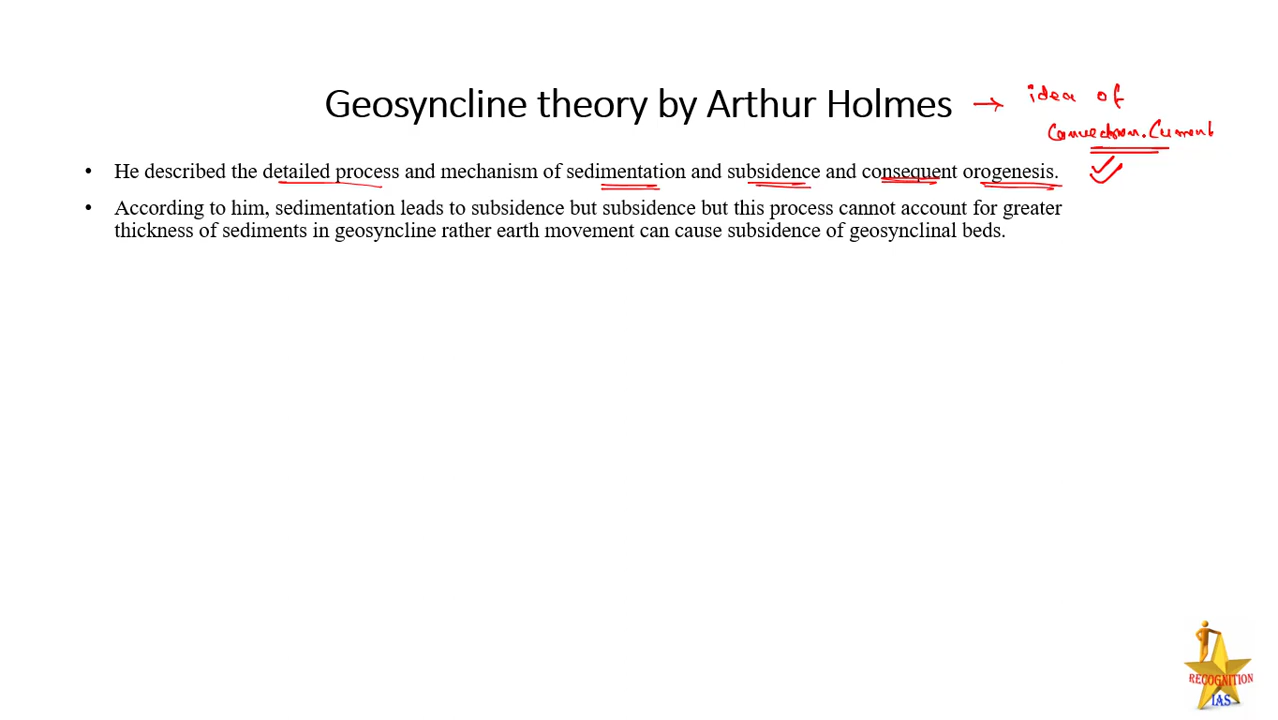 Geosyncline theory by Arthur Holmes → idea of
convection. Current
• He described the detailed process and mechanism of sedimentation and subsidence and consequent orogenesis.
• According to him, sedimentation leads to subsidence but subsidence but this process cannot account for greater
thickness of sediments in geosyncline rather earth movement can cause subsidence of geosynclinal beds.
RECOGNITION
IAS